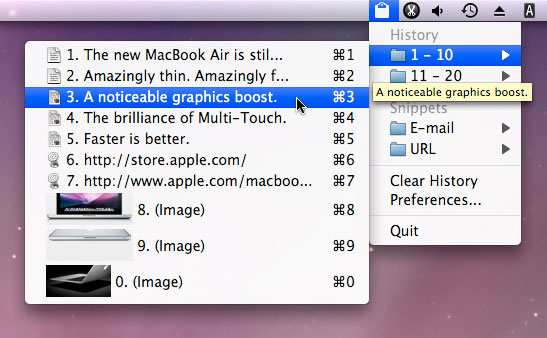 A
History
1 – 10
11 - 20
A noticeable graphics boost.
Snippets
E-mail
URL
Clear History
Preferences...
Quit
1. The new MacBook Air is stil... ⌘1
2. Amazingly thin. Amazingly f... ⌘2
3. A noticeable graphics boost. ⌘3
4. The brilliance of Multi-Touch. ⌘4
5. Faster is better. ⌘5
6. http://store.apple.com/ ⌘6
7. http://www.apple.com/macboo... ⌘7
8. (Image) ⌘8
9. (Image) ⌘9
0. (Image) ⌘0